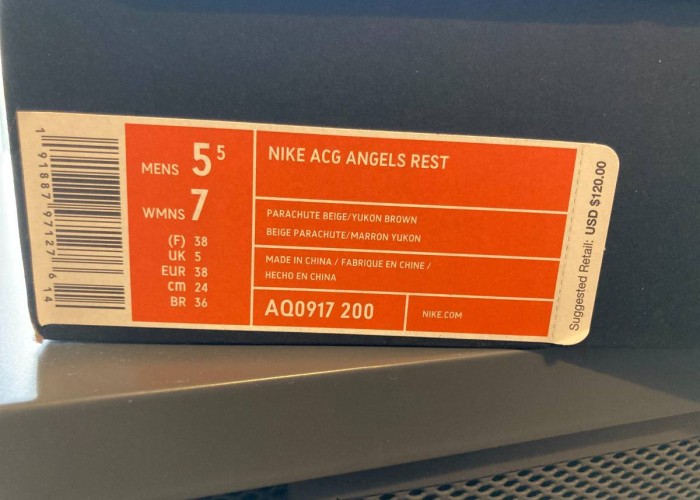 1 91887 97127 6 14
MENS 5 5
WMNS 7
(F) 38
UK 5
EUR 38
cm 24
BR 36
NIKE ACG ANGELS REST
PARACHUTE BEIGE/YUKON BROWN
BEIGE PARACHUTE/MARRON YUKON
MADE IN CHINA / FABRIQUE EN CHINE /
HECHO EN CHINA
AQ0917 200
NIKE.COM
Suggested Retail: USD $120.00